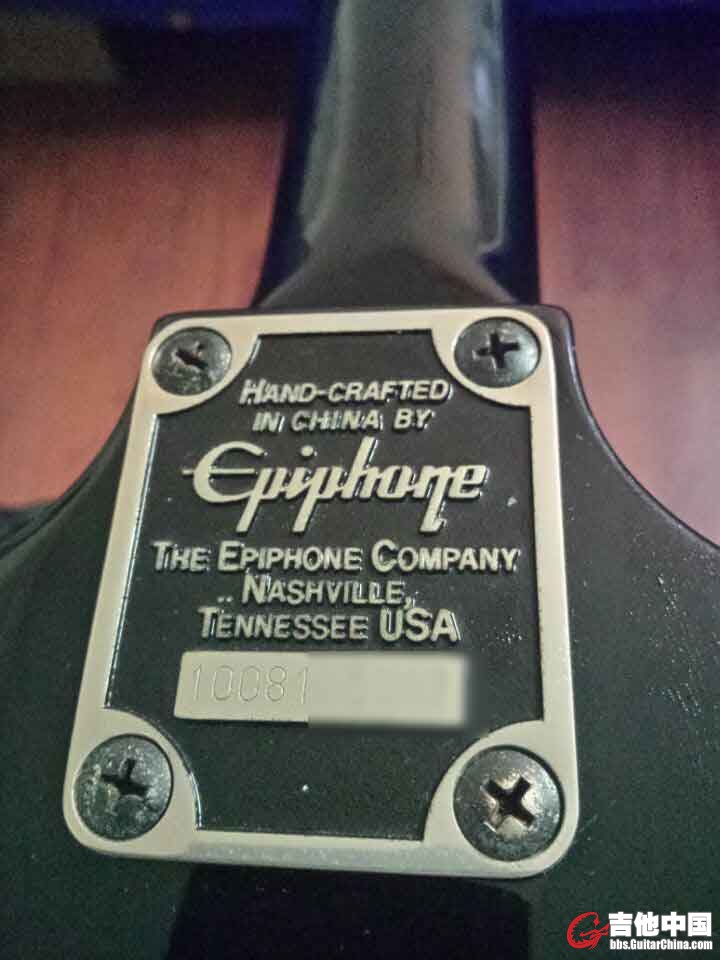 HAND-CRAFTED
IN CHINA BY
Epiphone
THE EPIPHONE COMPANY
.. NASHVILLE,
TENNESSEE USA
10081
吉他中国
bbs.GuitarChina.com